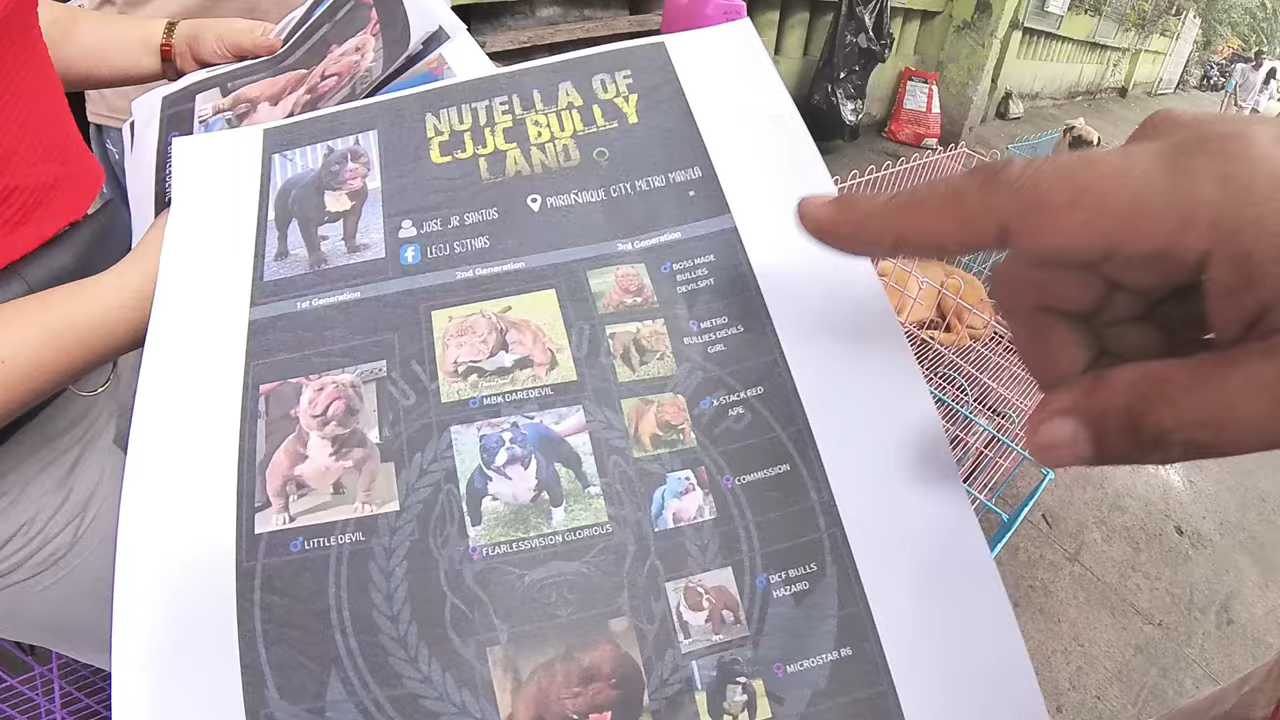 NUTELLA OF
CJJC BULLY
LAND
JOSE JR SANTOS
PARAÑAQUE CITY, METRO MANILA
LEOJ SOTNAS
1st Generation
2nd Generation
3rd Generation
LITTLE DEVIL
MBK DAREDEVIL
FEARLESSVISION GLORIOUS
BOSS MADE
BULLIES
DEVILSPIT
METRO
BULLIES DEVILS
GIRL
X-STACK RED
APE
COMMISSION
DCF BULLS
HAZARD
MICROSTAR R6